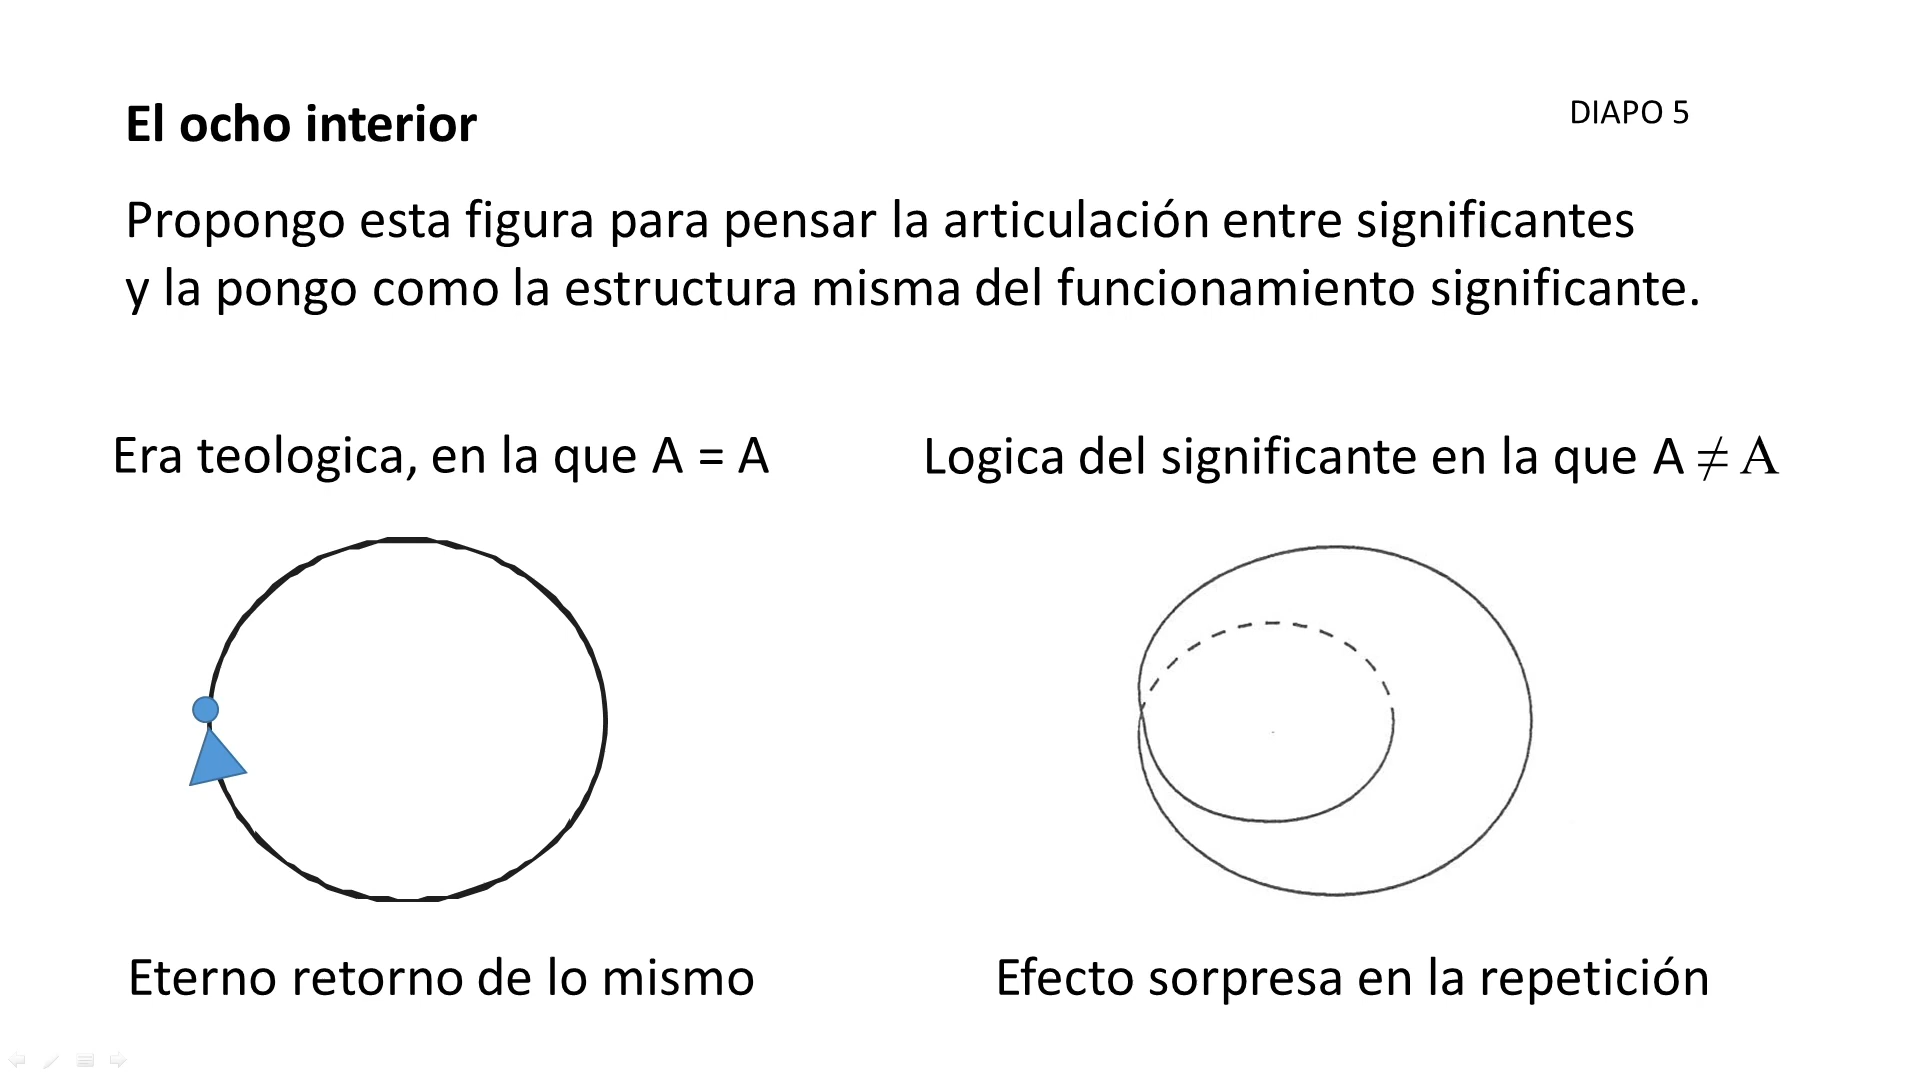 El ocho interior
DIAPO 5
Propongo esta figura para pensar la articulación entre significantes
y la pongo como la estructura misma del funcionamiento significante.
Era teologica, en la que A = A
Logica del significante en la que A ≠ A
Eterno retorno de lo mismo
Efecto sorpresa en la repetición